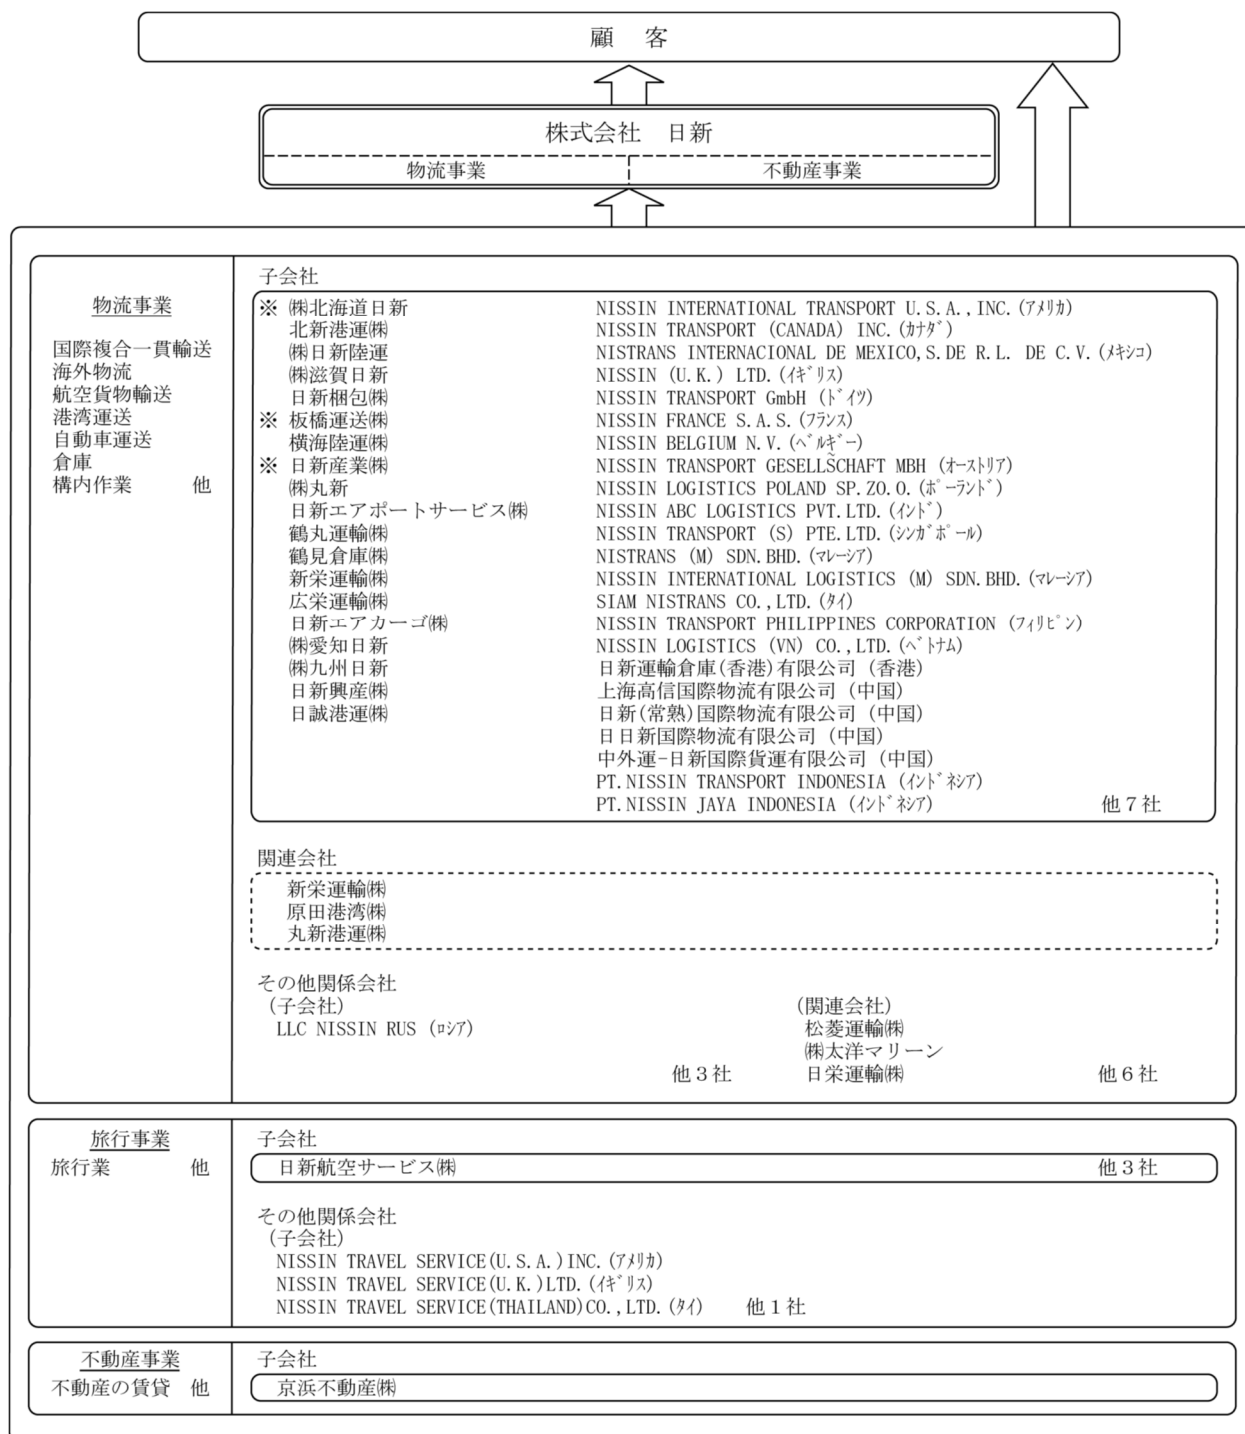 顧　客
株式会社　日新
物流事業
不動産事業
物流事業
国際複合一貫輸送
海外物流
航空貨物輸送
港湾運送
自動車運送
倉庫
構内作業　　　他
子会社
※ ㈱北海道日新
北新港運㈱
㈱日新陸運
㈱滋賀日新
日新梱包㈱
※ 板橋運送㈱
横海陸運㈱
※ 日新産業㈱
㈱丸新
日新エアポートサービス㈱
鶴丸運輸㈱
鶴見倉庫㈱
新栄運輸㈱
広栄運輸㈱
日新エアカーゴ㈱
㈱愛知日新
㈱九州日新
日新興産㈱
日誠港運㈱
NISSIN INTERNATIONAL TRANSPORT U.S.A.,INC.(ｱﾒﾘｶ)
NISSIN TRANSPORT (CANADA) INC.(ｶﾅﾀﾞ)
NISTRANS INTERNACIONAL DE MEXICO,S.DE R.L. DE C.V.(ﾒｷｼｺ)
NISSIN (U.K.) LTD.(ｲｷﾞﾘｽ)
NISSIN TRANSPORT GmbH (ﾄﾞｲﾂ)
NISSIN FRANCE S.A.S.(ﾌﾗﾝｽ)
NISSIN BELGIUM N.V.(ﾍﾞﾙｷﾞｰ)
NISSIN TRANSPORT GESELLSCHAFT MBH (ｵｰｽﾄﾘｱ)
NISSIN LOGISTICS POLAND SP.ZO.O.(ﾎﾟｰﾗﾝﾄﾞ)
NISSIN ABC LOGISTICS PVT.LTD.(ｲﾝﾄﾞ)
NISSIN TRANSPORT (S) PTE.LTD.(ｼﾝｶﾞﾎﾟｰﾙ)
NISTRANS (M) SDN.BHD.(ﾏﾚｰｼｱ)
NISSIN INTERNATIONAL LOGISTICS (M) SDN.BHD.(ﾏﾚｰｼｱ)
SIAM NISTRANS CO.,LTD.(ﾀｲ)
NISSIN TRANSPORT PHILIPPINES CORPORATION (ﾌｨﾘﾋﾟﾝ)
NISSIN LOGISTICS (VN) CO.,LTD.(ﾍﾞﾄﾅﾑ)
日新運輸倉庫(香港)有限公司 (香港)
上海高信国際物流有限公司 (中国)
日新(常熟)国際物流有限公司 (中国)
日日新国際物流有限公司 (中国)
中外運-日新国際貨運有限公司 (中国)
PT.NISSIN TRANSPORT INDONESIA (ｲﾝﾄﾞﾈｼｱ)
PT.NISSIN JAYA INDONESIA (ｲﾝﾄﾞﾈｼｱ)　　　他７社
関連会社
新栄運輸㈱
原田港湾㈱
丸新港運㈱
その他関係会社
(子会社)
LLC NISSIN RUS (ﾛｼｱ)
他３社
(関連会社)
松菱運輸㈱
㈱太洋マリーン
日栄運輸㈱　　　他６社
旅行事業
旅行業　　　他
子会社
日新航空サービス㈱　　　他３社
その他関係会社
(子会社)
NISSIN TRAVEL SERVICE(U.S.A.)INC.(ｱﾒﾘｶ)
NISSIN TRAVEL SERVICE(U.K.)LTD.(ｲｷﾞﾘｽ)
NISSIN TRAVEL SERVICE(THAILAND)CO.,LTD.(ﾀｲ)　　他１社
不動産事業
不動産の賃貸　他
子会社
京浜不動産㈱